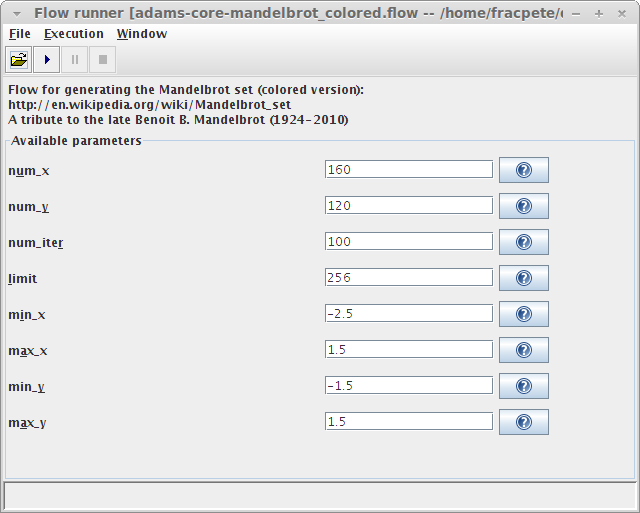 Flow runner [adams-core-mandelbrot_colored.flow -- /home/fracpete/
File Execution Window
Flow for generating the Mandelbrot set (colored version):
http://en.wikipedia.org/wiki/Mandelbrot_set
A tribute to the late Benoit B. Mandelbrot (1924-2010)
Available parameters
num_x 160
num_y 120
num_iter 100
limit 256
min_x -2.5
max_x 1.5
min_y -1.5
max_y 1.5